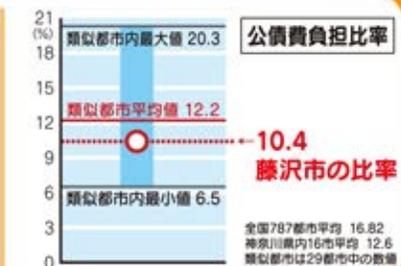 21
(%)
18
15
12
9
6
3
0
類似都市内最大値 20.3
類似都市平均値 12.2
類似都市内最小値 6.5
公債費負担比率
10.4
藤沢市の比率
全国787都市平均 16.82
神奈川県内16市平均 12.6
類似都市は29都市中の数値